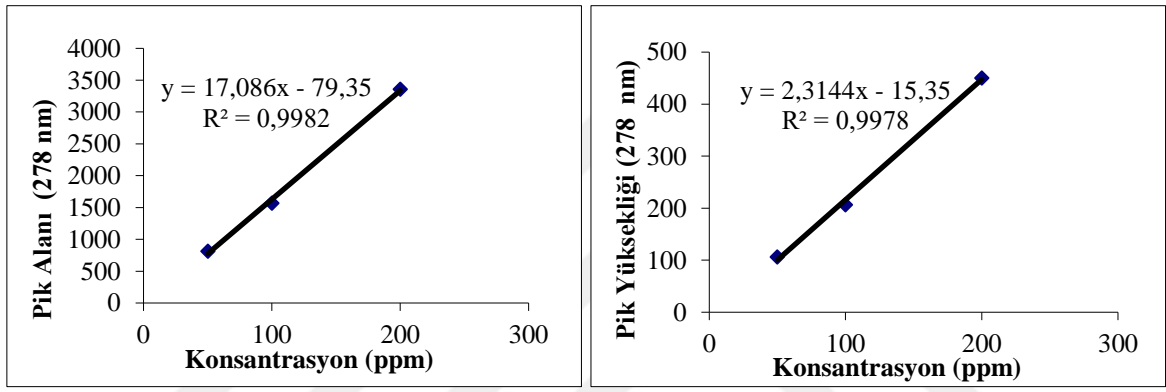 Pik Alanı (278 nm)
4000
3500
3000
2500
2000
1500
1000
500
0
y = 17,086x - 79,35
R² = 0,9982
0 100 200 300
Konsantrasyon (ppm)
Pik Yüksekliği (278 nm)
500
400
300
200
100
0
y = 2,3144x - 15,35
R² = 0,9978
0 100 200 300
Konsantrasyon (ppm)